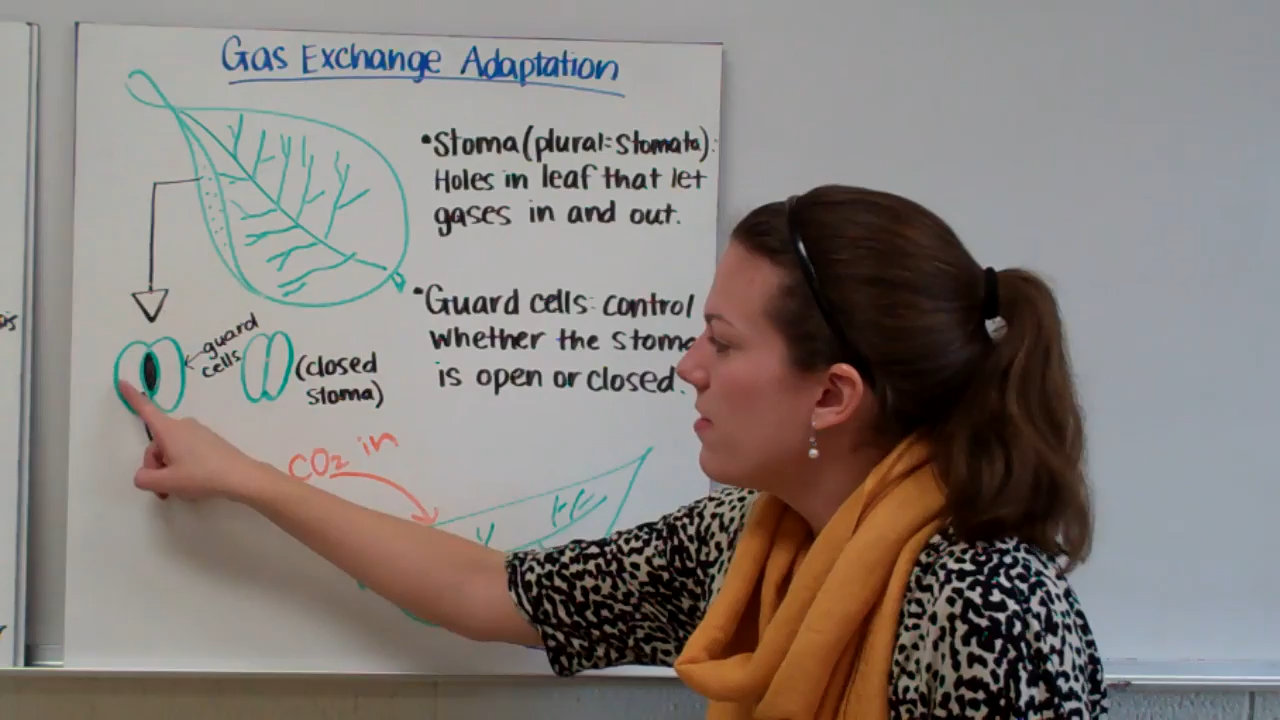 Gas Exchange Adaptation
•Stoma(plural=Stomata):
Holes in leaf that let
gases in and out.
•Guard cells: control
whether the stoma
is open or closed.
guard
cells
(closed
stoma)
CO₂ in